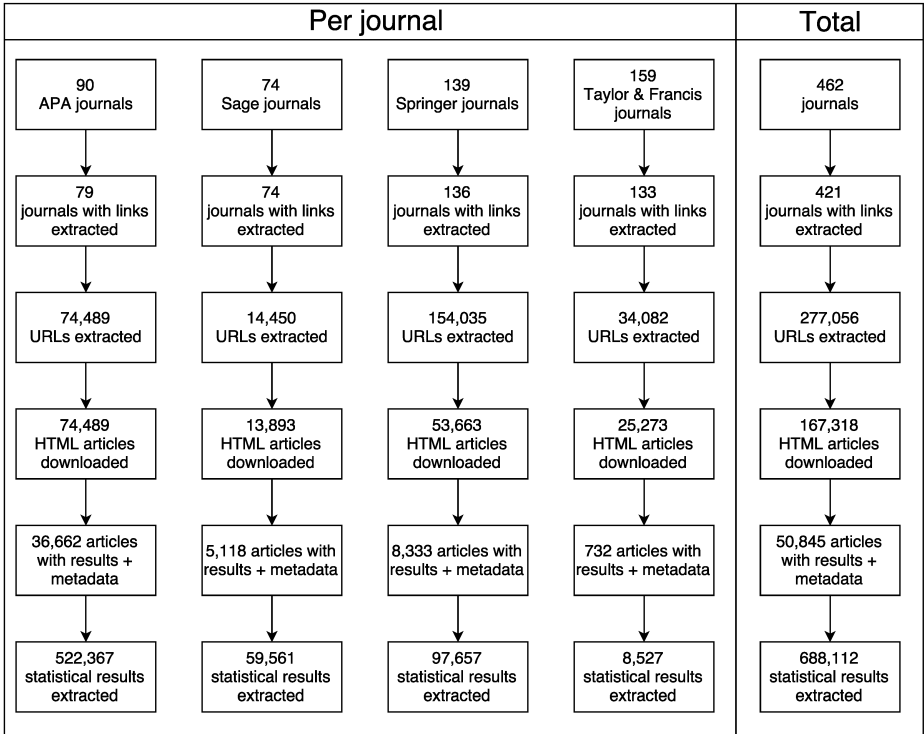 Per journal
Total
90
APA journals
74
Sage journals
139
Springer journals
159
Taylor & Francis
journals
462
journals
79
journals with links
extracted
74
journals with links
extracted
136
journals with links
extracted
133
journals with links
extracted
421
journals with links
extracted
74,489
URLs extracted
14,450
URLs extracted
154,035
URLs extracted
34,082
URLs extracted
277,056
URLs extracted
74,489
HTML articles
downloaded
13,893
HTML articles
downloaded
53,663
HTML articles
downloaded
25,273
HTML articles
downloaded
167,318
HTML articles
downloaded
36,662 articles
with results +
metadata
5,118 articles with
results + metadata
8,333 articles with
results + metadata
732 articles with
results + metadata
50,845 articles
with results +
metadata
522,367
statistical results
extracted
59,561
statistical results
extracted
97,657
statistical results
extracted
8,527
statistical results
extracted
688,112
statistical results
extracted